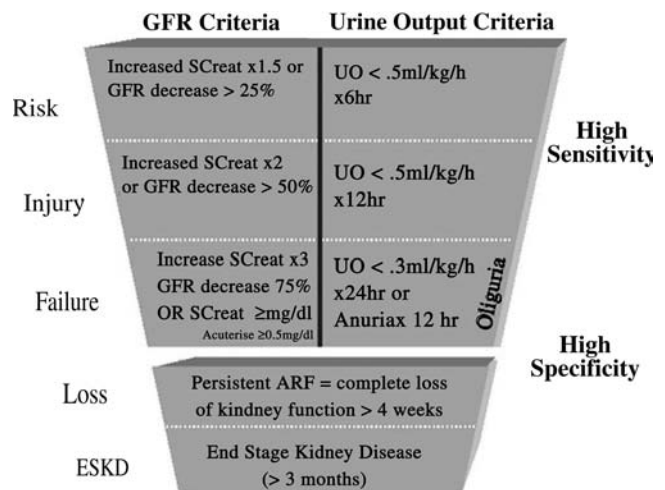 GFR Criteria
Urine Output Criteria
Risk
Increased SCreat x1.5 or
GFR decrease > 25%
UO < .5ml/kg/h
x6hr
High
Sensitivity
Injury
Increased SCreat x2
or GFR decrease > 50%
UO < .5ml/kg/h
x12hr
Failure
Increase SCreat x3
GFR decrease 75%
OR SCreat ≥mg/dl
Acuterise ≥0.5mg/dl
UO < .3ml/kg/h
x24hr or
Anuriax 12 hr
Oliguria
High
Specificity
Loss
Persistent ARF = complete loss
of kindney function > 4 weeks
ESKD
End Stage Kidney Disease
(> 3 months)